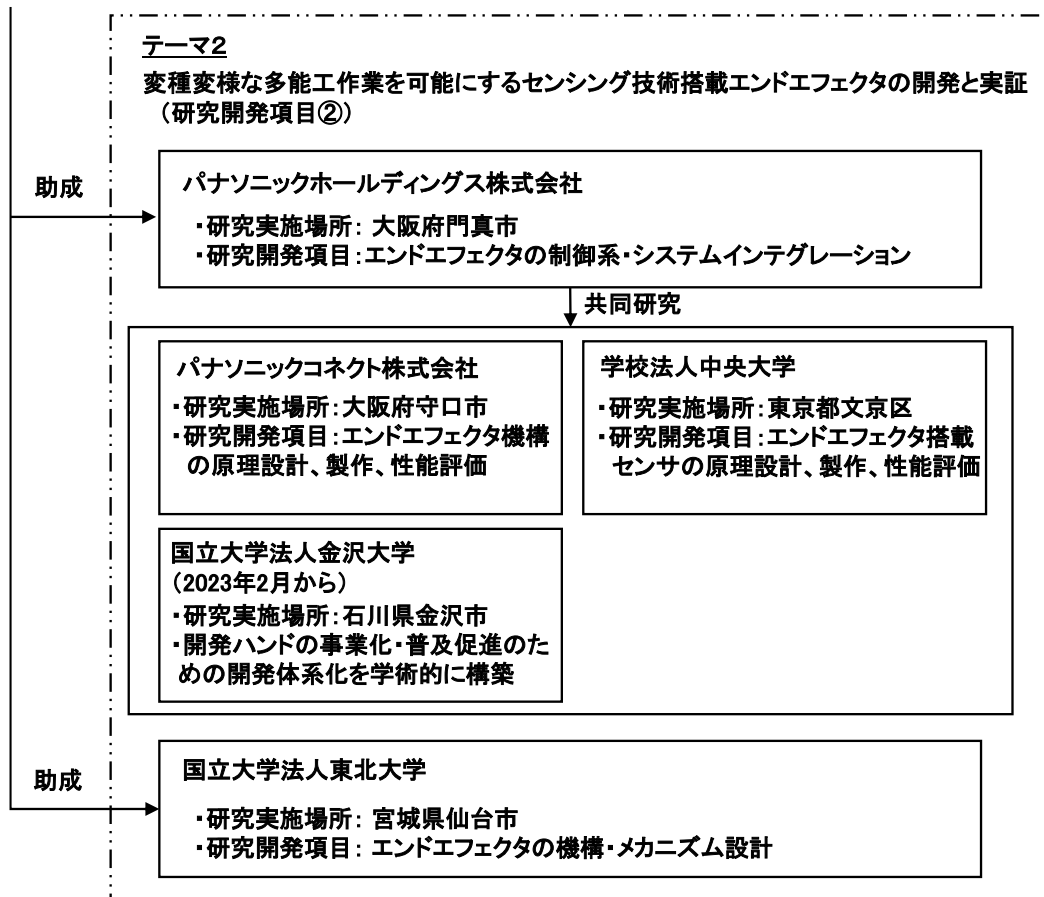 テーマ2
変種変様な多能工作業を可能にするセンシング技術搭載エンドエフェクタの開発と実証
（研究開発項目②）
助成
パナソニックホールディングス株式会社
・研究実施場所： 大阪府門真市
・研究開発項目：エンドエフェクタの制御系・システムインテグレーション
共同研究
パナソニックコネクト株式会社
・研究実施場所：大阪府守口市
・研究開発項目：エンドエフェクタ機構
の原理設計、製作、性能評価
学校法人中央大学
・研究実施場所：東京都文京区
・研究開発項目：エンドエフェクタ搭載
センサの原理設計、製作、性能評価
国立大学法人金沢大学
（2023年2月から）
・研究実施場所：石川県金沢市
・開発ハンドの事業化・普及促進のた
めの開発体系化を学術的に構築
助成
国立大学法人東北大学
・研究実施場所： 宮城県仙台市
・研究開発項目： エンドエフェクタの機構・メカニズム設計